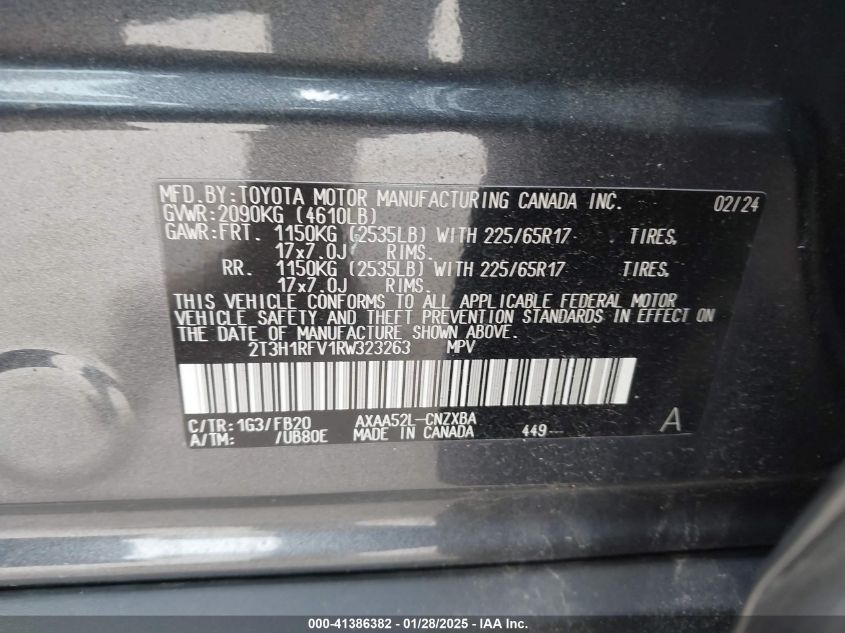 MFD. BY: TOYOTA MOTOR MANUFACTURING CANADA INC. 02/24
GVWR: 2090KG (4610LB)
GAWR: FRT. 1150KG (2535LB) WITH 225/65R17 TIRES,
17x7.0J RIMS.
RR. 1150KG (2535LB) WITH 225/65R17 TIRES,
17x7.0J RIMS.
THIS VEHICLE CONFORMS TO ALL APPLICABLE FEDERAL MOTOR
VEHICLE SAFETY AND THEFT PREVENTION STANDARDS IN EFFECT ON
THE DATE OF MANUFACTURE SHOWN ABOVE.
2T3H1RFV1RW323263 MPV
C/TR: 1G3/FB20 AXAA52L-CNZXBA A
A/TM: /UB80E MADE IN CANADA 449
000-41386382 | 01/28/2025 - IAA Inc.